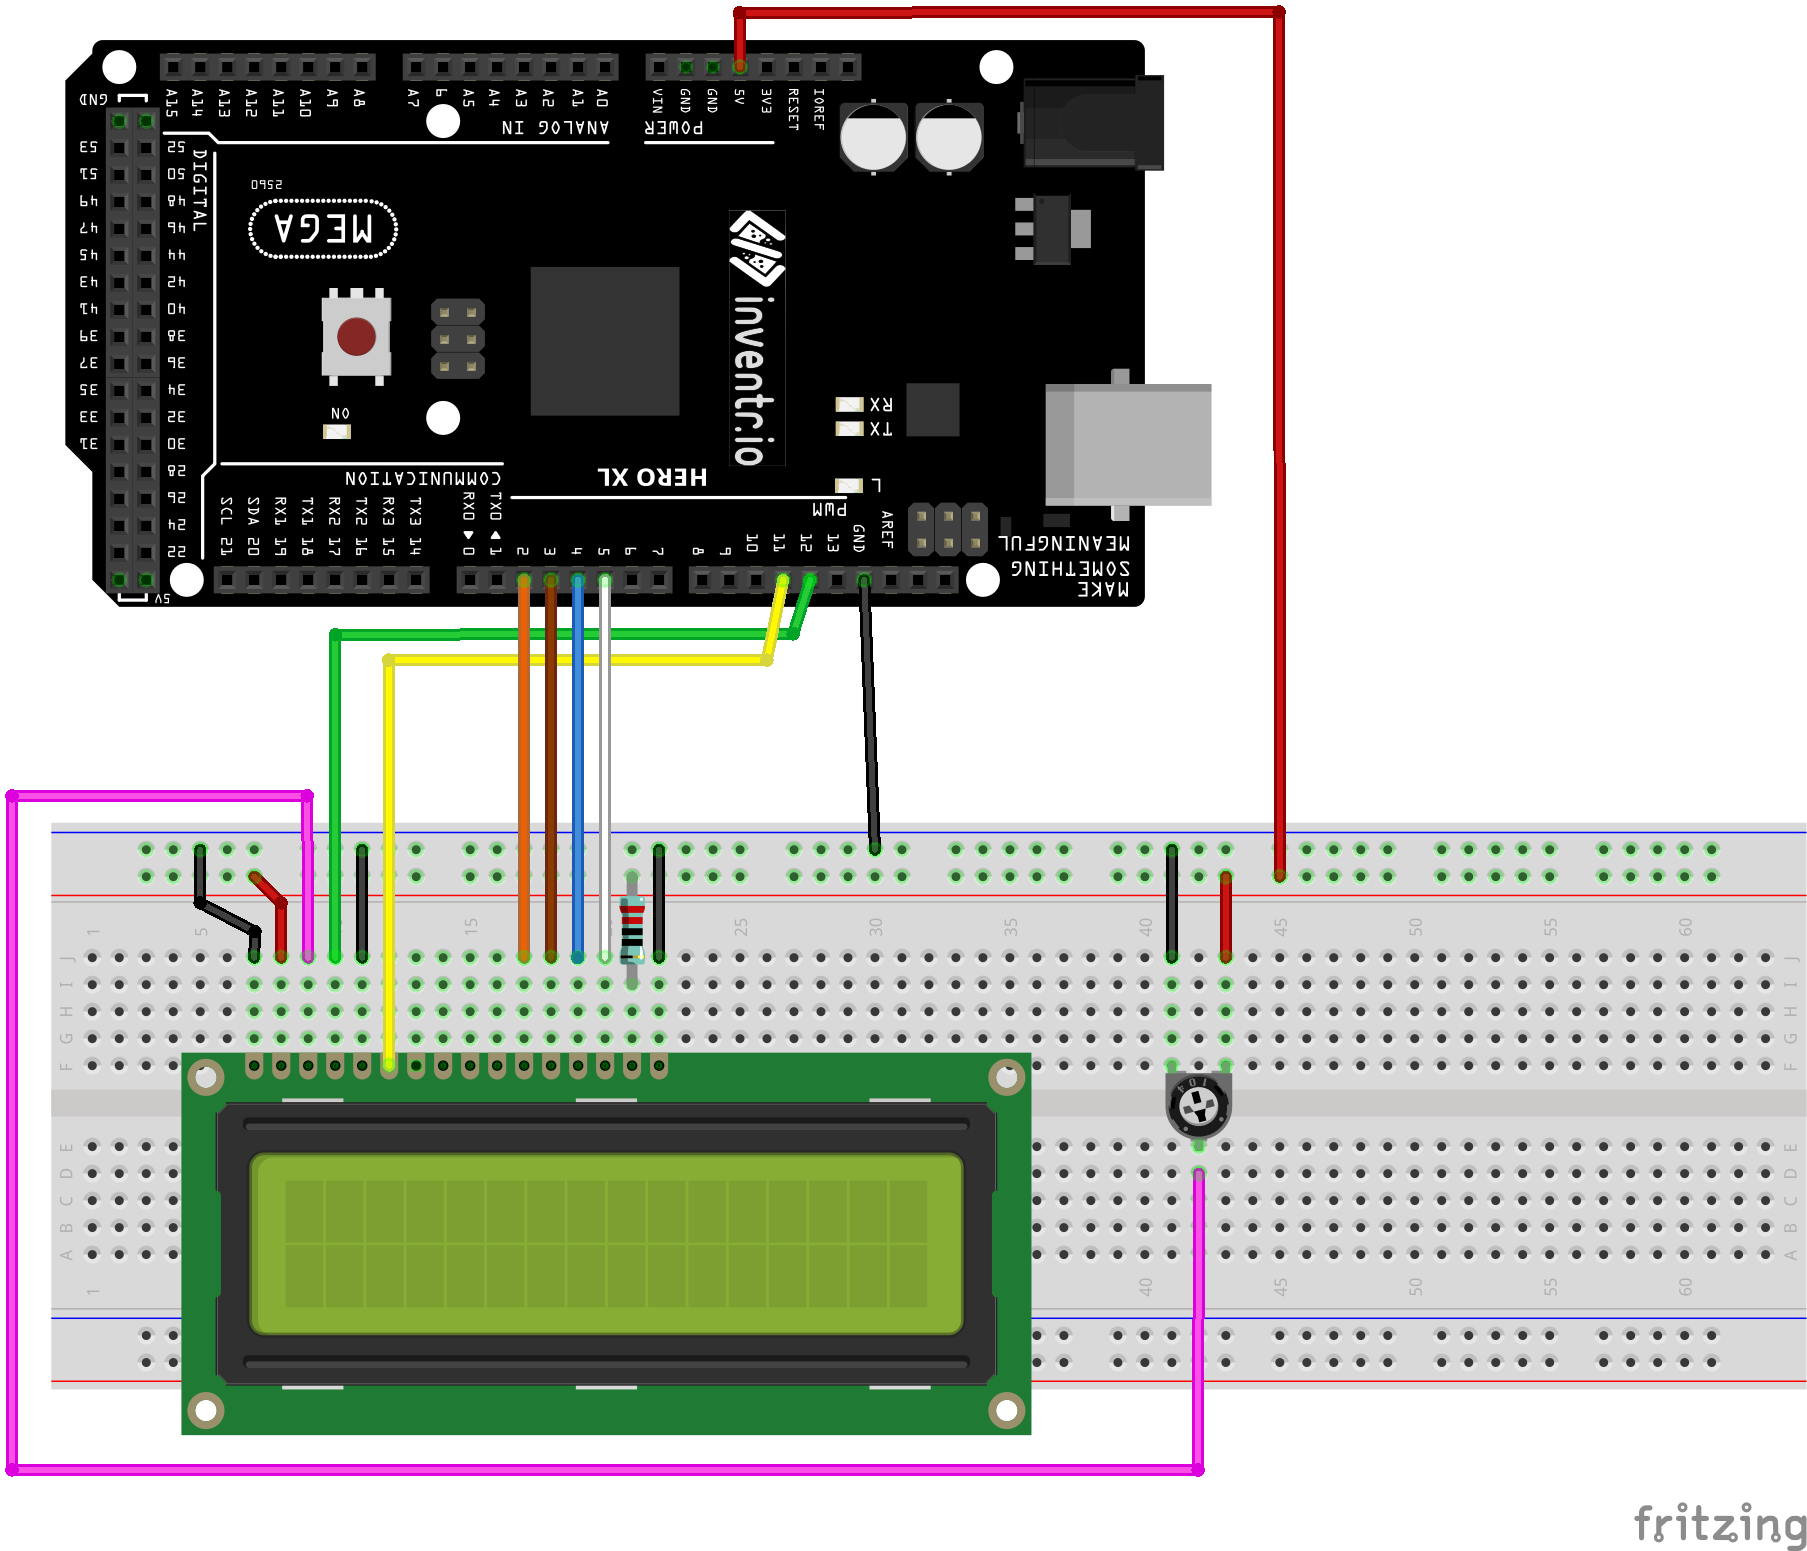 A15 A14 A13 A12 A11 A10 A9 A8 A7 6 A5 A4 A3 A2 A1 A0 VIN GND GND 5V 3V3 RESET IOREF
GND
ANALOG IN
POWER
53 52
51 50
49 48
47 46
45 44
43 42
41 40
39 38
37 36
35 34
33 32
31 30
28
26
24
22
DIGITAL
2560
MEGA
inventr.io
ON
RX
TX
L
HERO XL
COMMUNICATION
PWM
SCL 21 SDA 20 RX1 19 TX1 18 RX2 17 TX2 16 RX3 15 TX3 14 RX0 0 TX0 1 2 3 4 5 6 7 8 9 10 11 12 13 GND AREF
5V
MAKE
SOMETHING
MEANINGFUL
1 5 15 25 30 35 40 45 50 55 60
J J
I I
H H
G G
F F
104
E E
D D
C C
B B
A A
1 40 45 50 55 60
fritzing